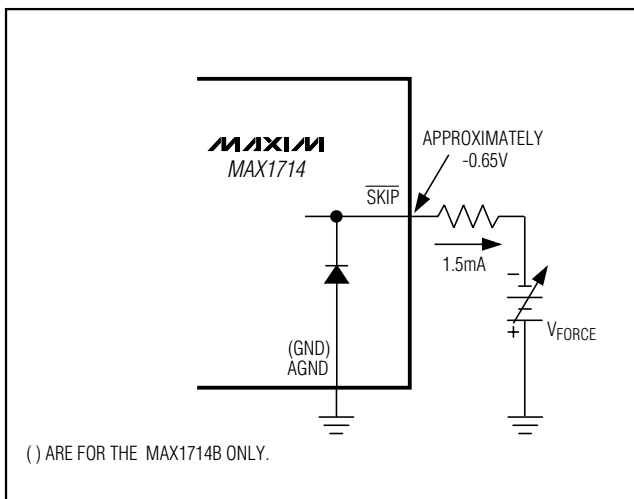 MAXIM
MAX1714
APPROXIMATELY
-0.65V
SKIP
1.5mA
−
+
VFORCE
(GND)
AGND
( ) ARE FOR THE MAX1714B ONLY.